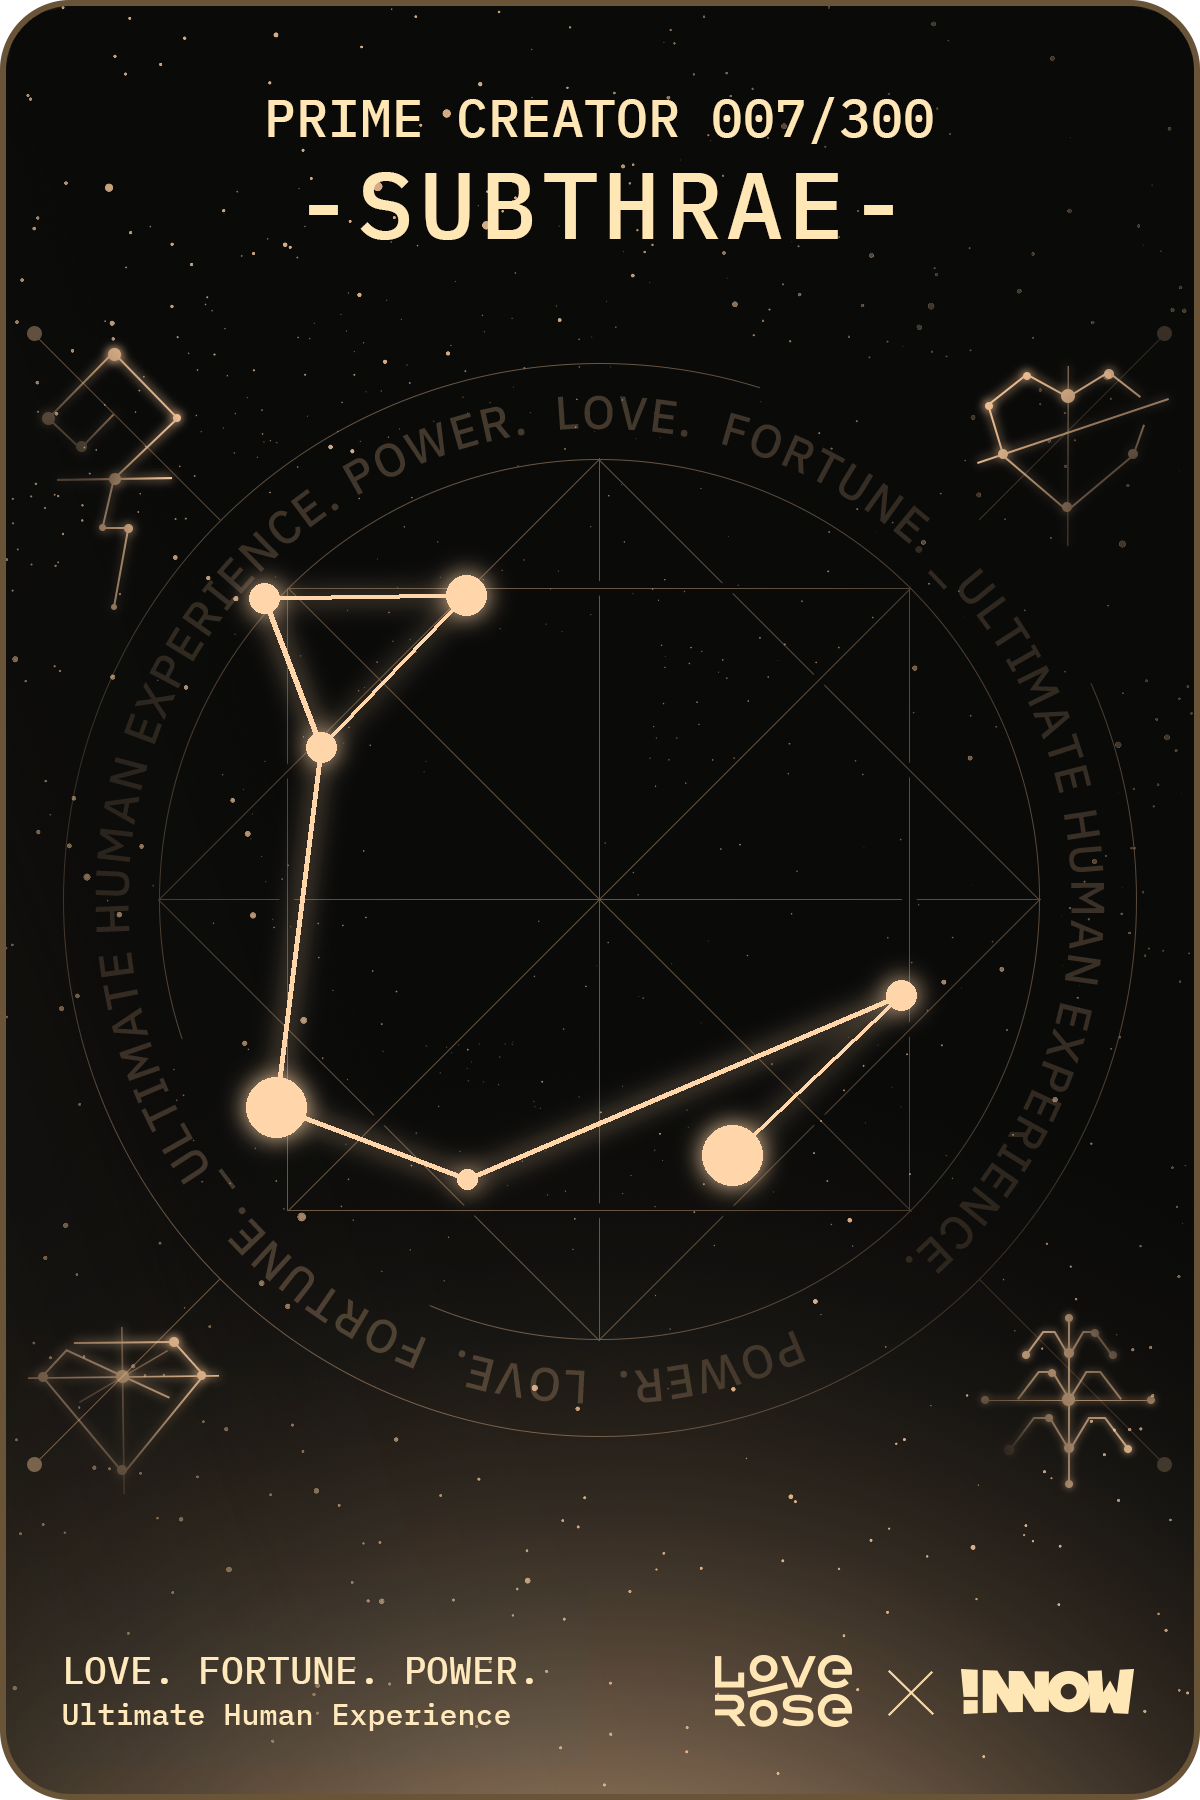 PRIME CREATOR 007/300
-SUBTHRAE-
ULTIMATE HUMAN EXPERIENCE. POWER. LOVE. FORTUNE. – ULTIMATE HUMAN EXPERIENCE.
POWER. LOVE. FORTUNE. –
LOVE. FORTUNE. POWER.
Ultimate Human Experience
LOVE
ROSE
!NNOW